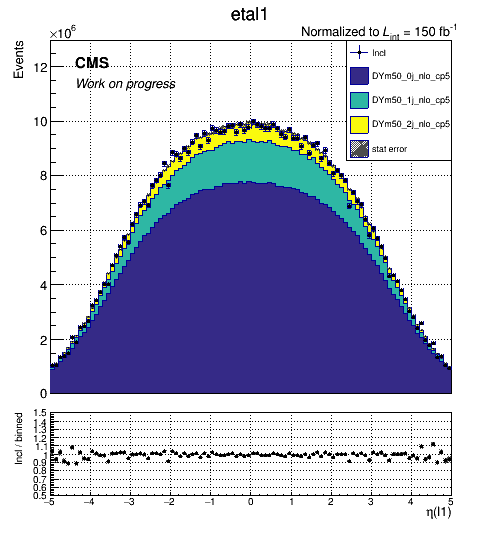 etal1
×10⁶
Normalized to L_int = 150 fb⁻¹
Events
CMS
Work on progress
Incl
DYm50_0j_nlo_cp5
DYm50_1j_nlo_cp5
DYm50_2j_nlo_cp5
stat error
12
10
8
6
4
2
0
Incl / binned
1.5
1.4
1.3
1.2
1.1
1
0.9
0.8
0.7
0.6
0.5
−5 −4 −3 −2 −1 0 1 2 3 4 5
η(l1)